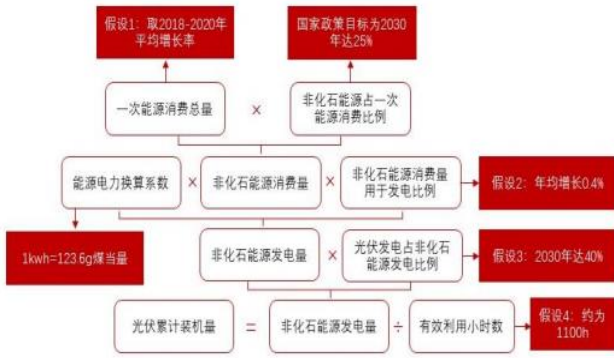 假设1：取2018-2020年
平均增长率
国家政策目标为2030
年达25%
一次能源消费总量
×
非化石能源占一次
能源消费比例
能源电力换算系数
×
非化石能源消费量
×
非化石能源消费量
用于发电比例
假设2：年均增长0.4%
1kwh=123.6g煤当量
非化石能源发电量
×
光伏发电占非化石
能源发电比例
假设3：2030年达40%
光伏累计装机量
=
非化石能源发电量
÷
有效利用小时数
假设4：约为
1100h